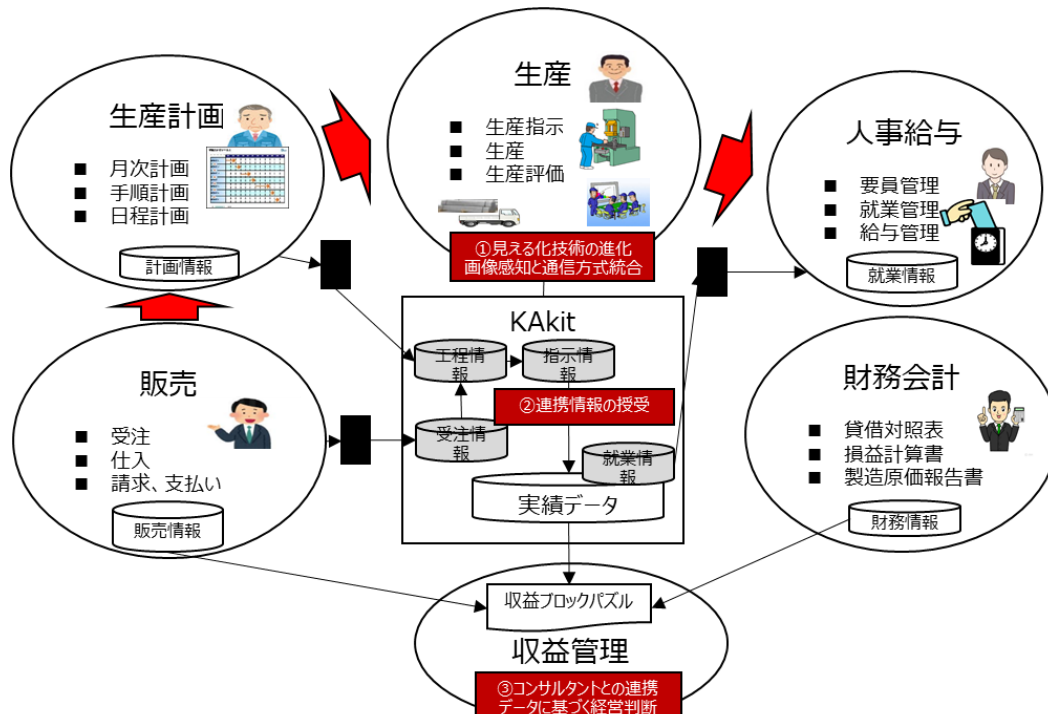 生産
生産計画
人事給与
■ 生産指示
■ 生産
■ 生産評価
■ 月次計画
■ 手順計画
■ 日程計画
■ 要員管理
■ 就業管理
■ 給与管理
計画情報
①見える化技術の進化
画像感知と通信方式統合
就業情報
KAkit
工程情
報
指示情
報
販売
財務会計
②連携情報の授受
■ 受注
■ 仕入
■ 請求、支払い
受注情
報
■ 貸借対照表
■ 損益計算書
■ 製造原価報告書
就業情
報
実績データ
販売情報
財務情報
収益ブロックパズル
収益管理
③コンサルタントとの連携
データに基づく経営判断